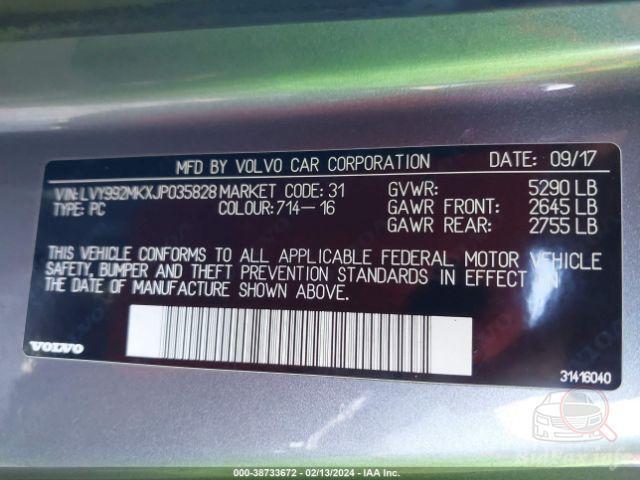 MFD BY VOLVO CAR CORPORATION DATE: 09/17
VIN:LVY992MKXJP035828 MARKET CODE: 31 GVWR: 5290 LB
TYPE: PC COLOUR:714-16 GAWR FRONT: 2645 LB
GAWR REAR: 2755 LB
THIS VEHICLE CONFORMS TO ALL APPLICABLE FEDERAL MOTOR VEHICLE
SAFETY, BUMPER AND THEFT PREVENTION STANDARDS IN EFFECT ON
THE DATE OF MANUFACTURE SHOWN ABOVE.
VOLVO
31416040
BidFax.info
000-38733672 - 02/13/2024 - IAA Inc.